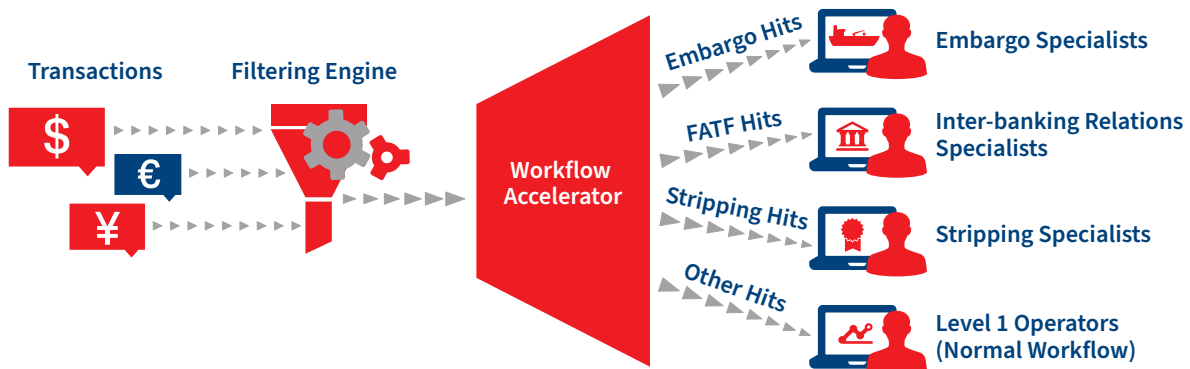 Transactions
Filtering Engine
$
€
¥
Workflow
Accelerator
Embargo Hits
Embargo Specialists
FATF Hits
Inter-banking Relations
Specialists
Stripping Hits
Stripping Specialists
Other Hits
Level 1 Operators
(Normal Workflow)